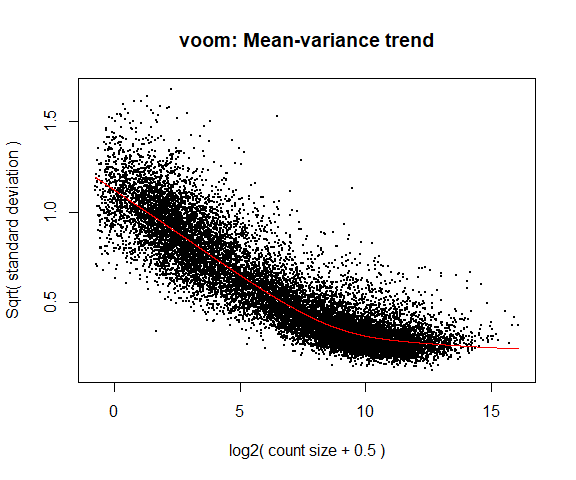 voom: Mean-variance trend
Sqrt( standard deviation )
1.5
1.0
0.5
0 5 10 15
log2( count size + 0.5 )